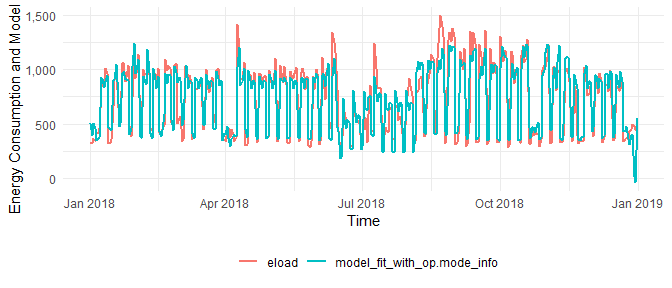 1,500
1,000
500
0
Energy Consumption and Model
Jan 2018
Apr 2018
Jul 2018
Oct 2018
Jan 2019
Time
eload
model_fit_with_op.mode_info